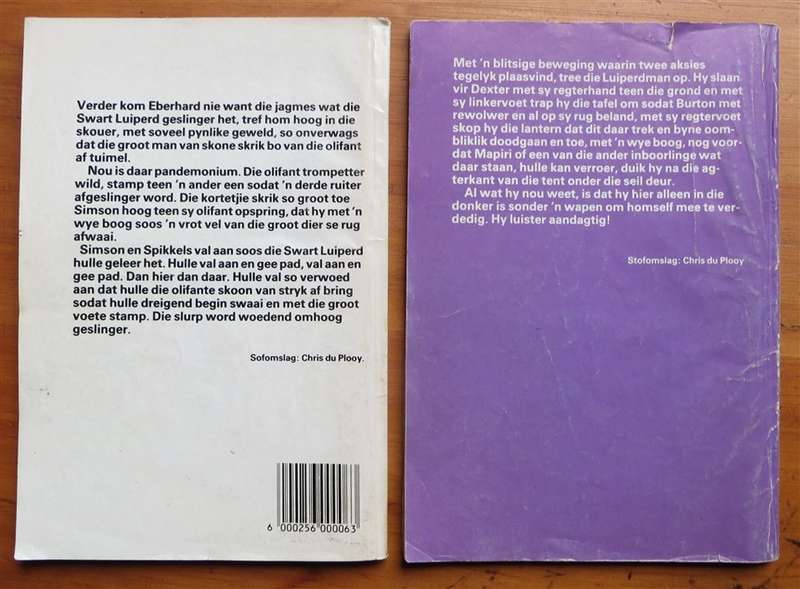 Verder kom Eberhard nie want die jagmes wat die
Swart Luiperd geslinger het, tref hom hoog in die
skouer, met soveel pynlike geweld, so onverwags
dat die groot man van skone skrik bo van die olifant
af tuimel.
Nou is daar pandemonium. Die olifant trompetter
wild, stamp teen 'n ander een sodat 'n derde ruiter
afgeslinger word. Die kortetjie skrik so groot toe
Simson hoog teen sy olifant opspring, dat hy met 'n
wye boog soos 'n vrot vel van die groot dier se rug
afwaai.
Simson en Spikkels val aan soos die Swart Luiperd
hulle geleer het. Hulle val aan en gee pad, val aan en
gee pad. Dan hier dan daar. Hulle val so verwoed
aan dat hulle die olifante skoon van stryk af bring
sodat hulle dreigend begin swaai en met die groot
voete stamp. Die slurp word woedend omhoog
geslinger.
Sofomslag: Chris du Plooy.
6 000256 000063
Met 'n blitsige beweging waarin twee aksies
tegelyk plaasvind, tree die Luiperdman op. Hy slaan
vir Dexter met sy regterhand teen die grond en met
sy linkervoet trap hy die tafel om sodat Burton met
rewolwer en al op sy rug beland, met sy regtervoet
skop hy die lantern dat dit daar trek en byne oom-
bliklik doodgaan en toe, met 'n wye boog, nog voor-
dat Mapiri of een van die ander inboorlinge wat
daar staan, hulle kan verroer, duik hy na die ag-
terkant van die tent onder die seil deur.
Al wat hy nou weet, is dat hy hier alleen in die
donker is sonder 'n wapen om homself mee te ver-
dedig. Hy luister aandagtig!
Stofomslag: Chris du Plooy